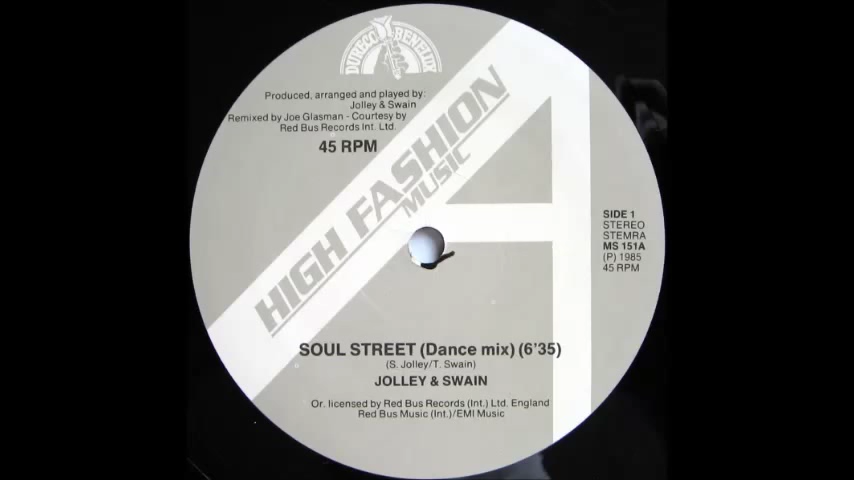 DURECO BENELUX
Produced, arranged and played by:
Jolley & Swain
Remixed by Joe Glasman - Courtesy by
Red Bus Records Int. Ltd.
45 RPM
HIGH FASHION
MUSIC
SIDE 1
STEREO
STEMRA
MS 151A
(P) 1985
45 RPM
SOUL STREET (Dance mix) (6'35)
(S. Jolley/T. Swain)
JOLLEY & SWAIN
Or. licensed by Red Bus Records (Int.) Ltd. England
Red Bus Music (Int.)/EMI Music